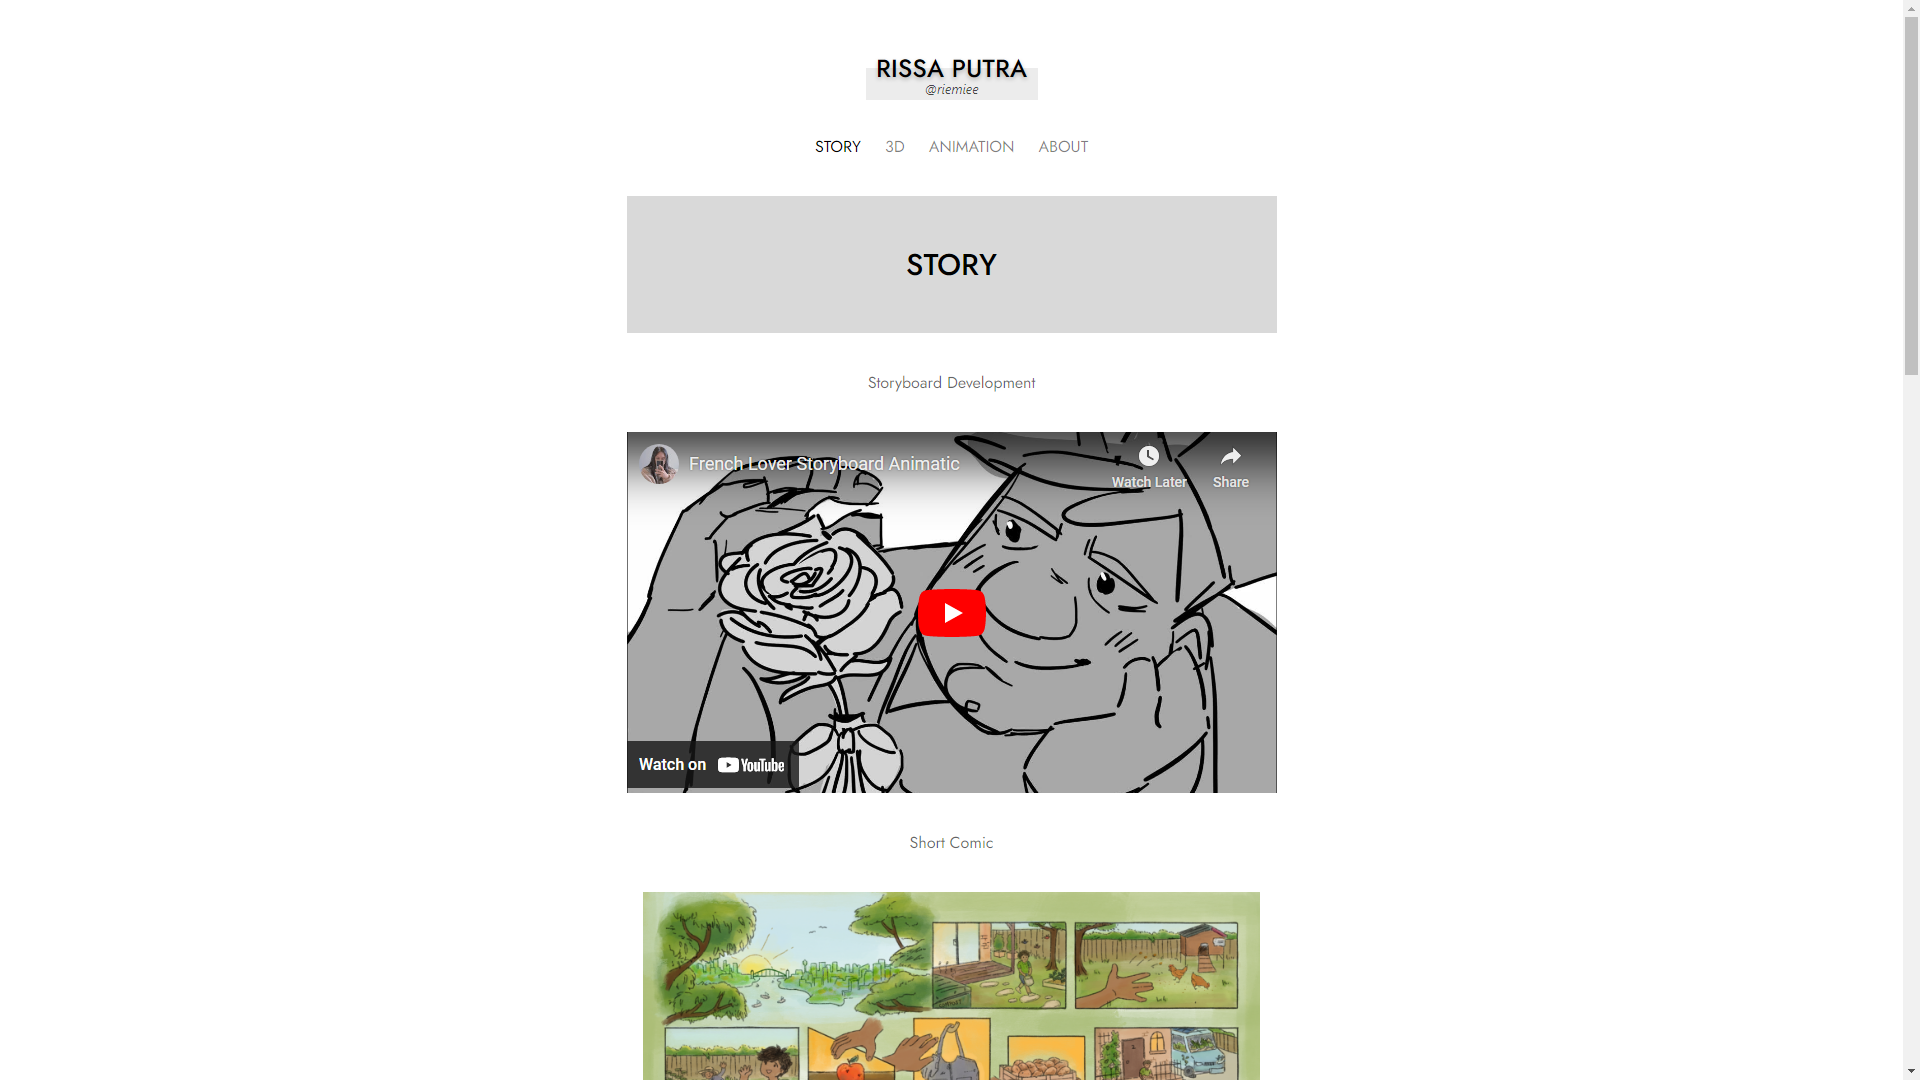 RISSA PUTRA
@riemiee
STORY 3D ANIMATION ABOUT
STORY
Storyboard Development
French Lover Storyboard Animatic
Watch Later
Share
Watch on YouTube
Short Comic